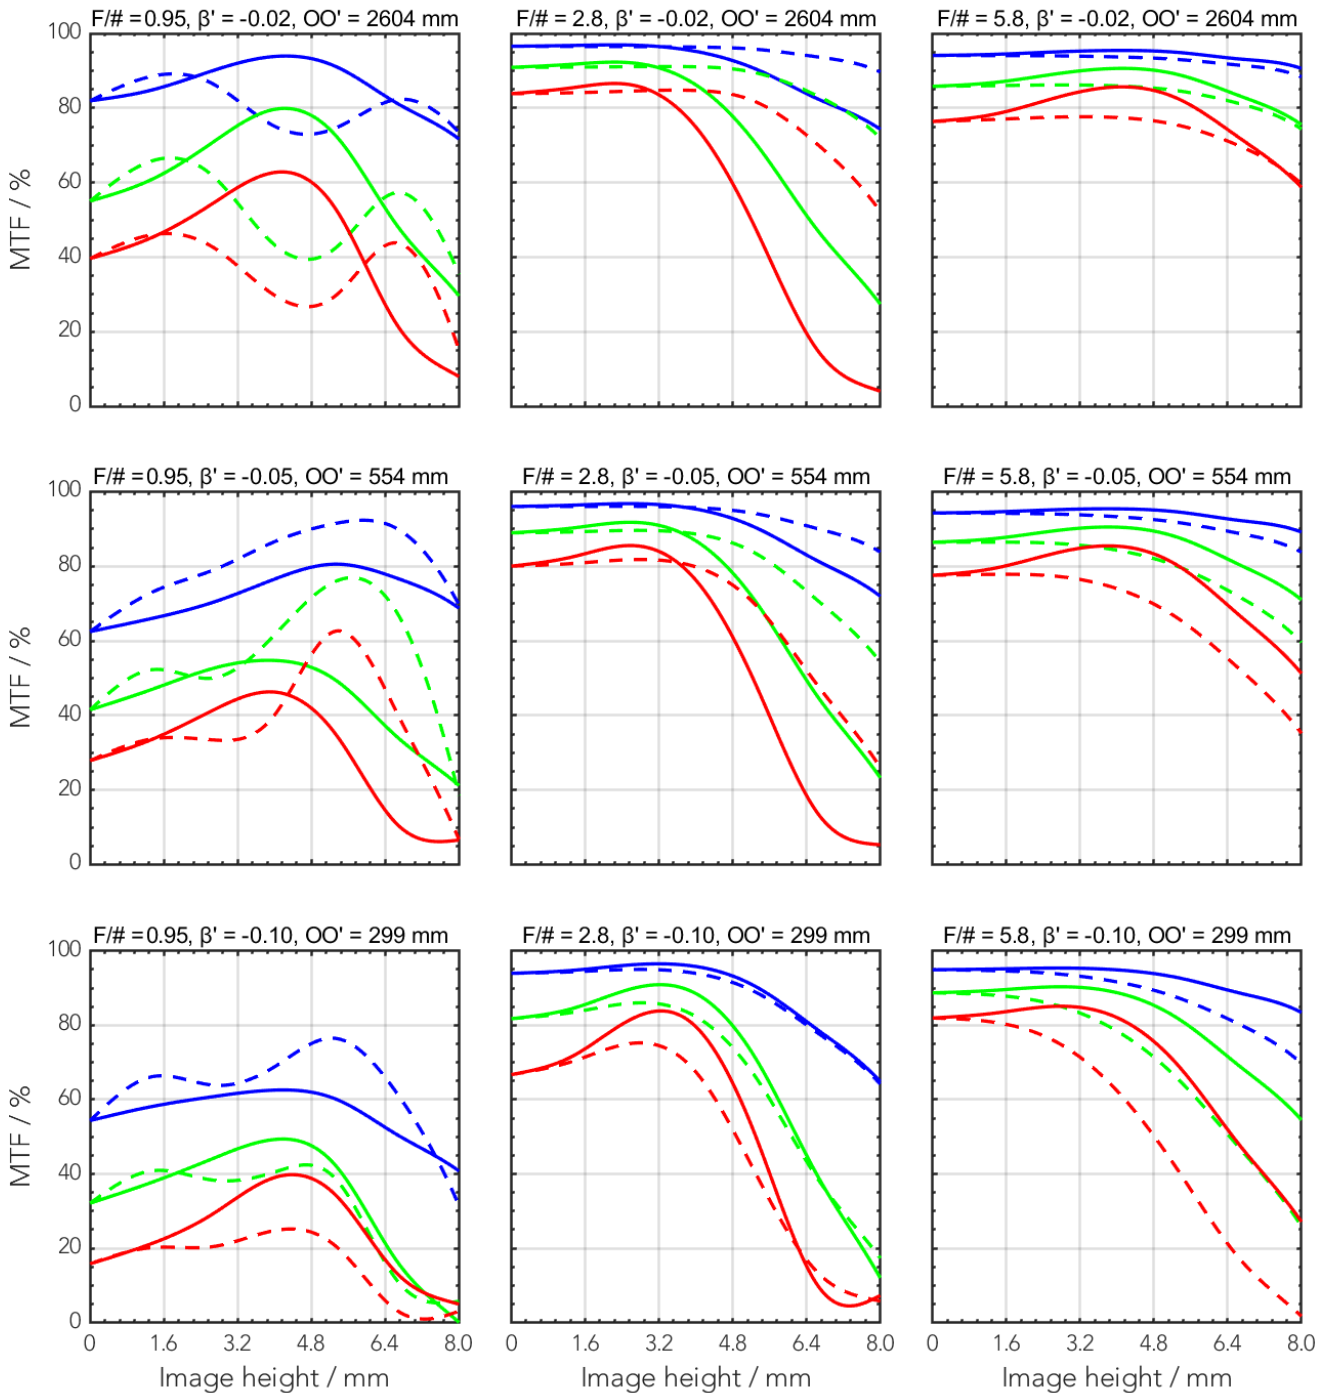 F/# =0.95, β' = -0.02, OO' = 2604 mm
F/# = 2.8, β' = -0.02, OO' = 2604 mm
F/# = 5.8, β' = -0.02, OO' = 2604 mm
100
80
60
40
20
0
MTF / %
F/# =0.95, β' = -0.05, OO' = 554 mm
F/# = 2.8, β' = -0.05, OO' = 554 mm
F/# = 5.8, β' = -0.05, OO' = 554 mm
100
80
60
40
20
0
MTF / %
F/# =0.95, β' = -0.10, OO' = 299 mm
F/# = 2.8, β' = -0.10, OO' = 299 mm
F/# = 5.8, β' = -0.10, OO' = 299 mm
100
80
60
40
20
0
MTF / %
0 1.6 3.2 4.8 6.4 8.0
0 1.6 3.2 4.8 6.4 8.0
0 1.6 3.2 4.8 6.4 8.0
Image height / mm
Image height / mm
Image height / mm